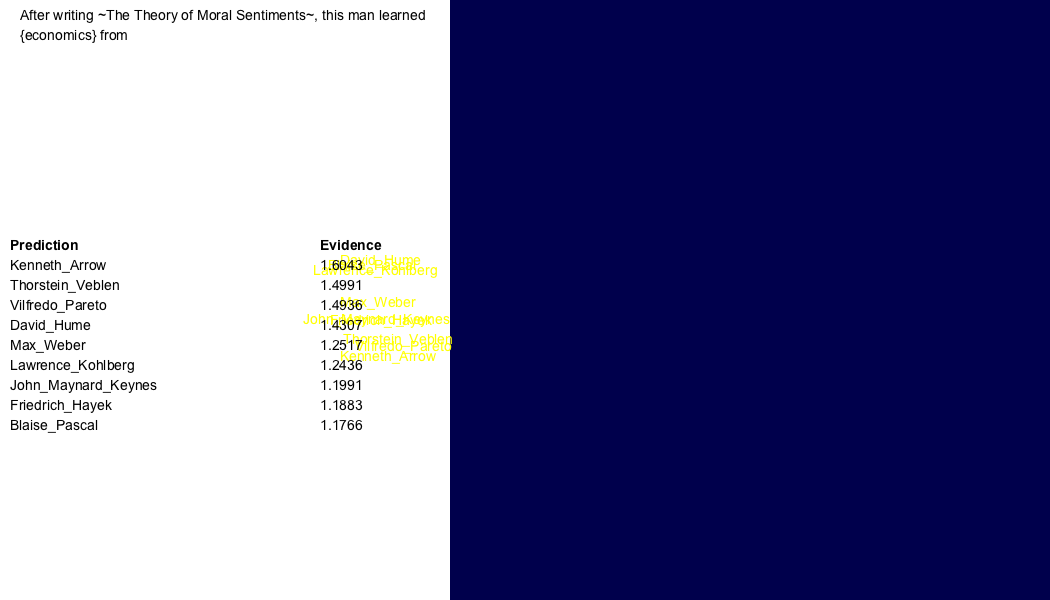 After writing ~The Theory of Moral Sentiments~, this man learned
{economics} from
Prediction Evidence
Kenneth_Arrow 1.6043
Thorstein_Veblen 1.4991
Vilfredo_Pareto 1.4936
David_Hume 1.4307
Max_Weber 1.2517
Lawrence_Kohlberg 1.2436
John_Maynard_Keynes 1.1991
Friedrich_Hayek 1.1883
Blaise_Pascal 1.1766
David_Hume
Lawrence_Kohlberg
Max_Weber
John_Maynard_Keynes
Thorstein_Veblen
Vilfredo_Pareto
Kenneth_Arrow